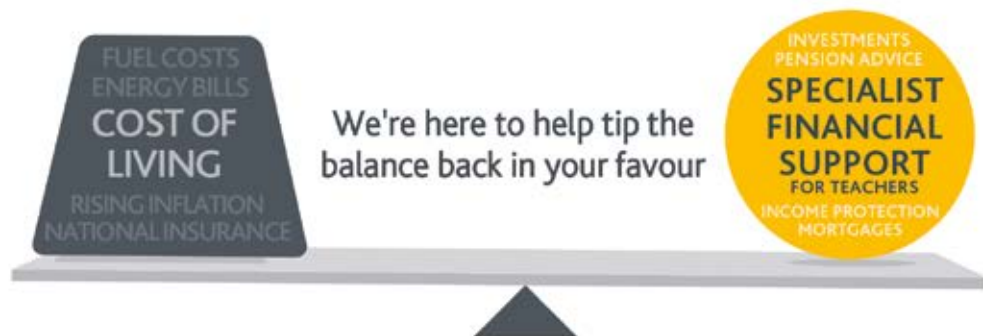 FUEL COSTS
ENERGY BILLS
COST OF
LIVING
RISING INFLATION
NATIONAL INSURANCE
We're here to help tip the
balance back in your favour
INVESTMENTS
PENSION ADVICE
SPECIALIST
FINANCIAL
SUPPORT
FOR TEACHERS
INCOME PROTECTION
MORTGAGES